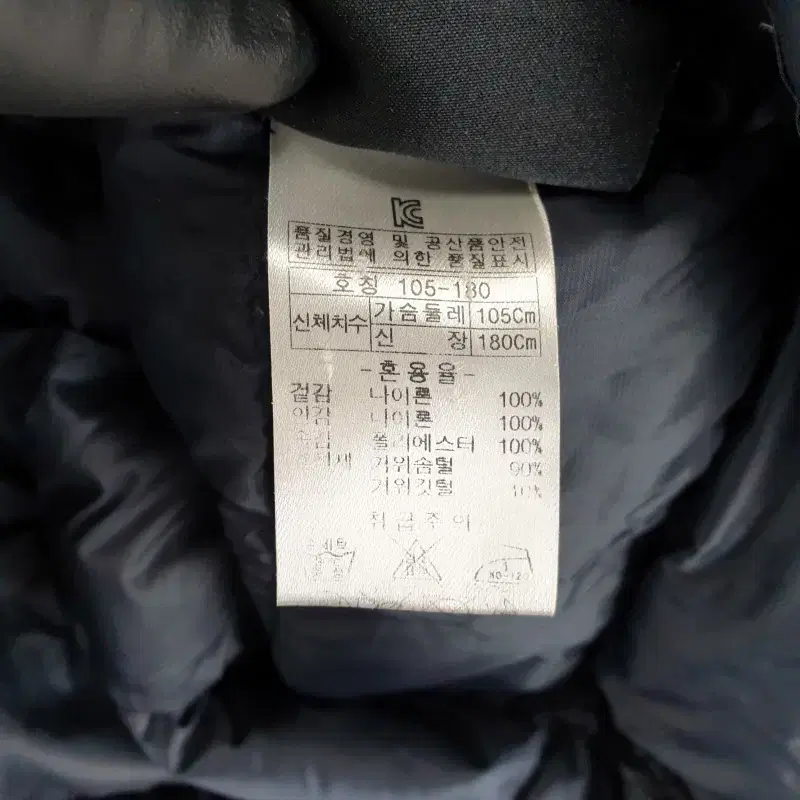 KC
품질경영 및 공산품안전
관리법에 의한 품질표시
호칭 105-180
신체치수 가슴둘레 105Cm
신 장 180Cm
-혼용율-
겉감 나이론 100%
안감 나이론 100%
폴리에스터 100%
거위솜털 90%
거위깃털 10%
취급주의